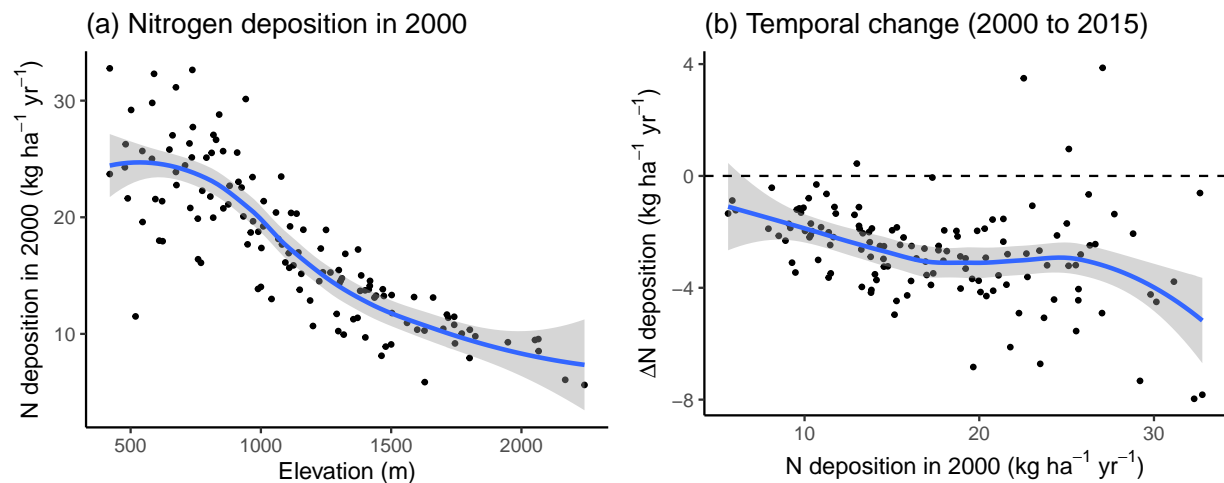 (a) Nitrogen deposition in 2000
N deposition in 2000 (kg ha⁻¹ yr⁻¹)
30
20
10
500 1000 1500 2000
Elevation (m)
(b) Temporal change (2000 to 2015)
ΔN deposition (kg ha⁻¹ yr⁻¹)
4
0
−4
−8
10 20 30
N deposition in 2000 (kg ha⁻¹ yr⁻¹)